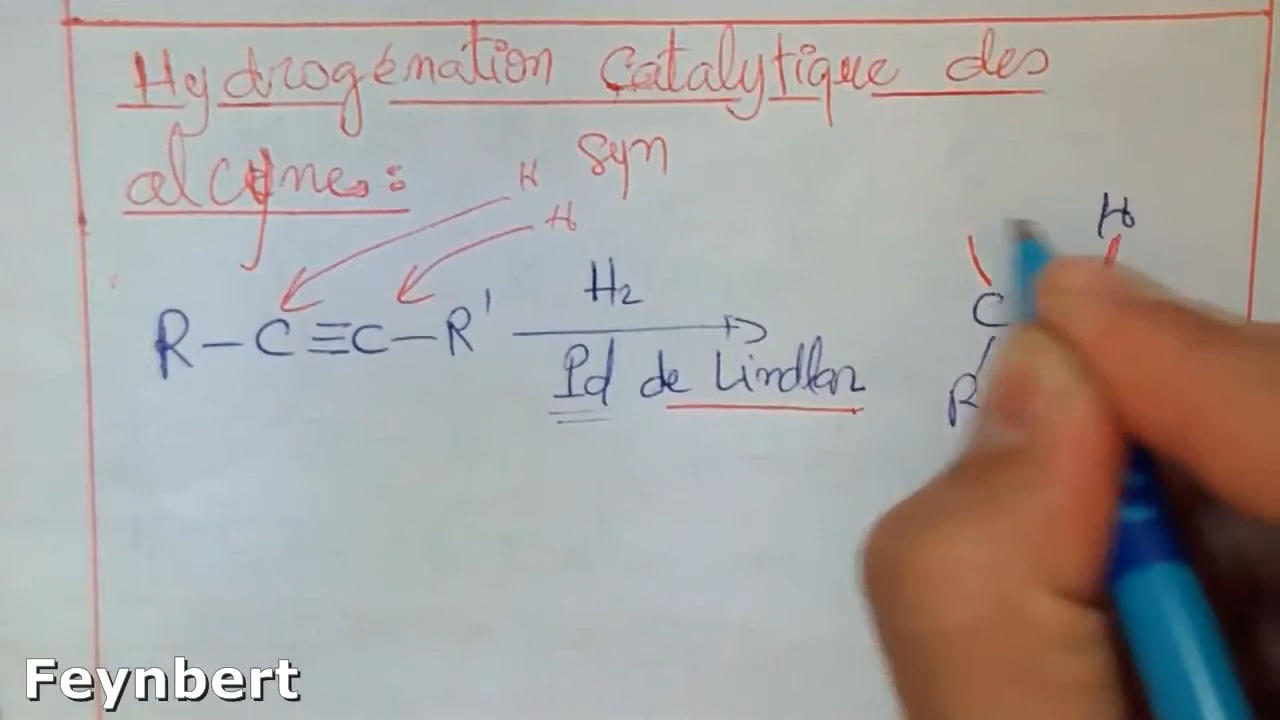 Hydrogénation Catalytique des
alcynes :
Syn
H
H
H
R-C≡C-R'
H2
Pd de Lindlar
C
R
Feynbert